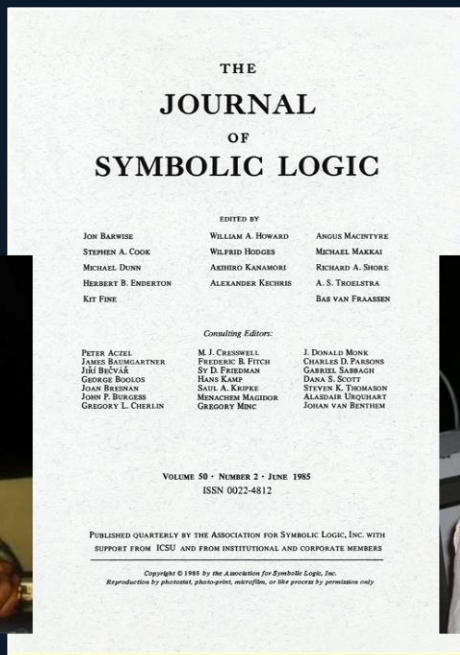 THE
JOURNAL
OF
SYMBOLIC LOGIC
EDITED BY
JON BARWISE WILLIAM A. HOWARD ANGUS MACINTYRE
STEPHEN A. COOK WILFRID HODGES MICHAEL MAKKAI
MICHAEL DUNN AKIHIRO KANAMORI RICHARD A. SHORE
HERBERT B. ENDERTON ALEXANDER KECHRIS A. S. TROELSTRA
KIT FINE BAS VAN FRAASSEN
Consulting Editors:
PETER ACZEL M. J. CRESSWELL J. DONALD MONK
JAMES BAUMGARTNER FREDERIC B. FITCH CHARLES D. PARSONS
JIŘÍ BEČVÁŘ SY D. FRIEDMAN GABRIEL SABBAGH
GEORGE BOOLOS HANS KAMP DANA S. SCOTT
JOAN BRESNAN SAUL A. KRIPKE STEVEN K. THOMASON
JOHN P. BURGESS MENACHEM MAGIDOR ALASDAIR URQUHART
GREGORY L. CHERLIN GREGORY MINC JOHAN VAN BENTHEM
VOLUME 50 · NUMBER 2 · JUNE 1985
ISSN 0022-4812
PUBLISHED QUARTERLY BY THE ASSOCIATION FOR SYMBOLIC LOGIC, INC. WITH
SUPPORT FROM ICSU AND FROM INSTITUTIONAL AND CORPORATE MEMBERS
Copyright © 1985 by the Association for Symbolic Logic, Inc.
Reproduction by photostat, photo-print, microfilm, or like process by permission only